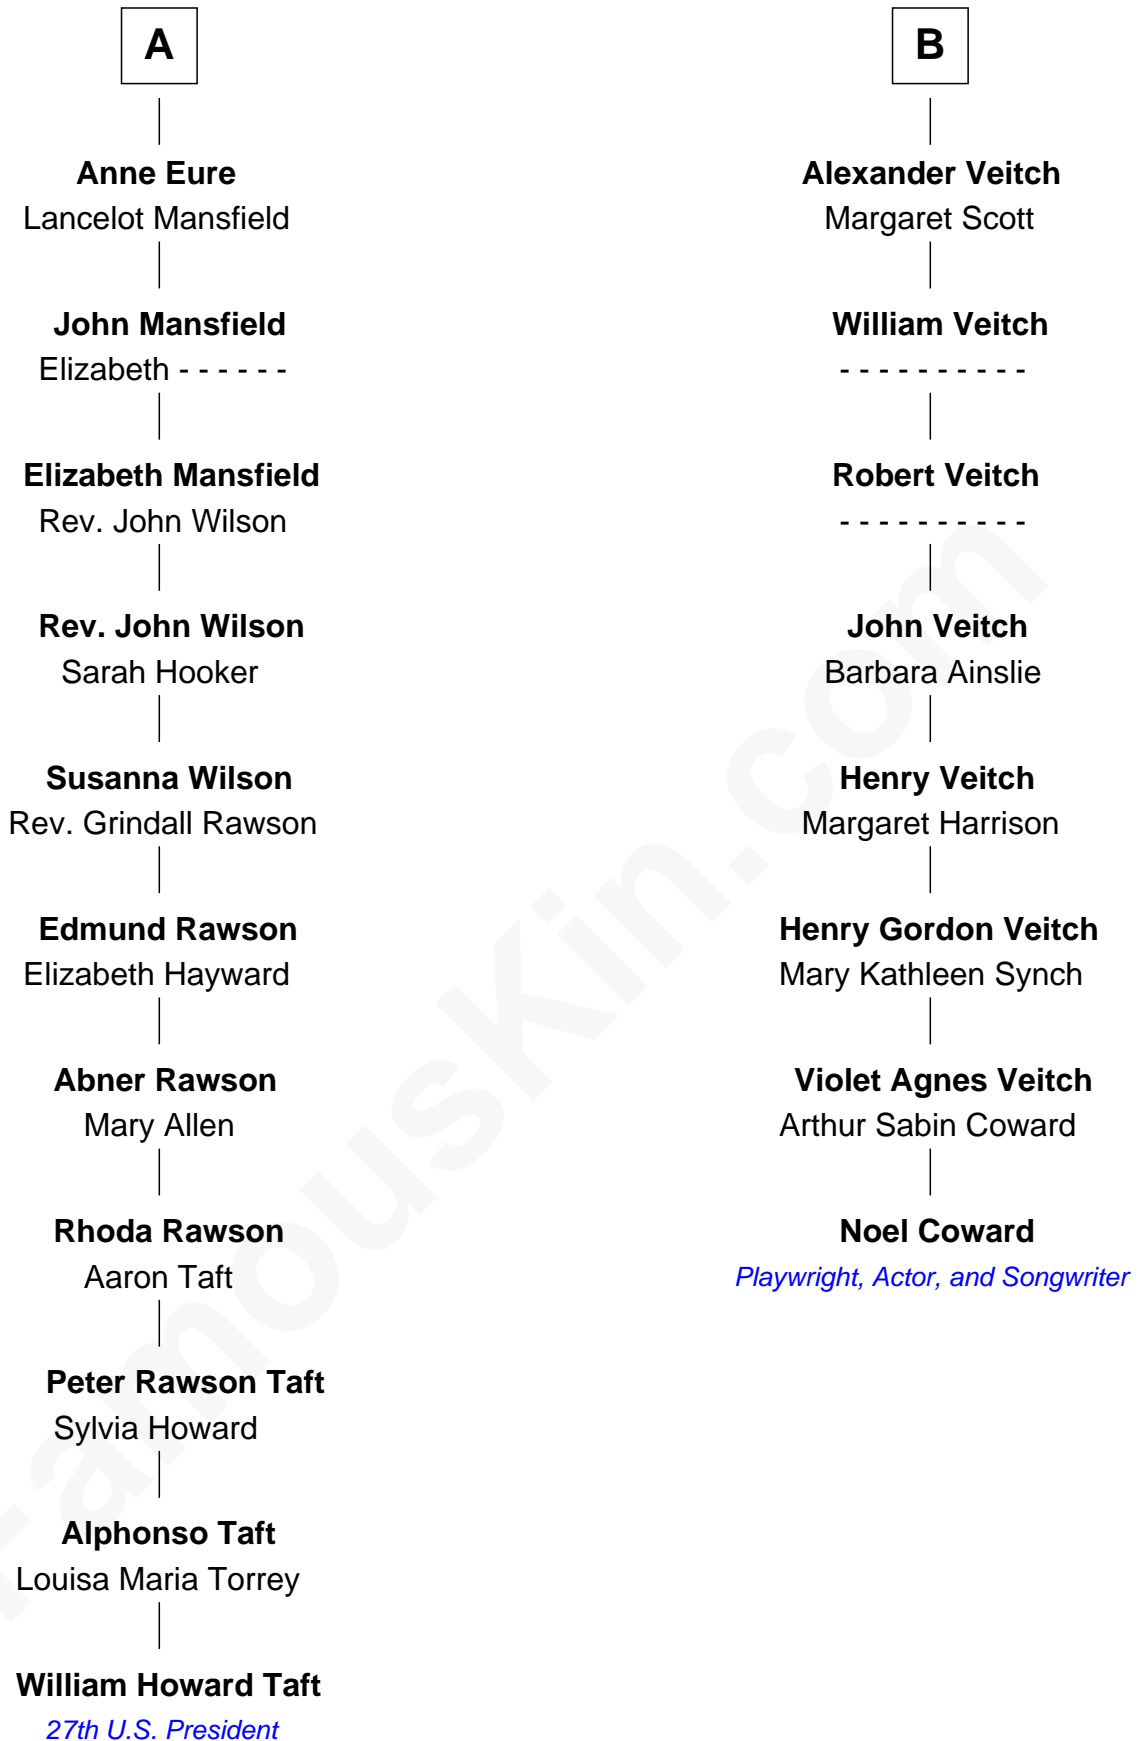 A
Anne Eure
Lancelot Mansfield
John Mansfield
Elizabeth - - - - - -
Elizabeth Mansfield
Rev. John Wilson
Rev. John Wilson
Sarah Hooker
Susanna Wilson
Rev. Grindall Rawson
Edmund Rawson
Elizabeth Hayward
Abner Rawson
Mary Allen
Rhoda Rawson
Aaron Taft
Peter Rawson Taft
Sylvia Howard
Alphonso Taft
Louisa Maria Torrey
William Howard Taft
27th U.S. President
B
Alexander Veitch
Margaret Scott
William Veitch
- - - - - - - - - -
Robert Veitch
- - - - - - - - - -
John Veitch
Barbara Ainslie
Henry Veitch
Margaret Harrison
Henry Gordon Veitch
Mary Kathleen Synch
Violet Agnes Veitch
Arthur Sabin Coward
Noel Coward
Playwright, Actor, and Songwriter
FamousKin.com